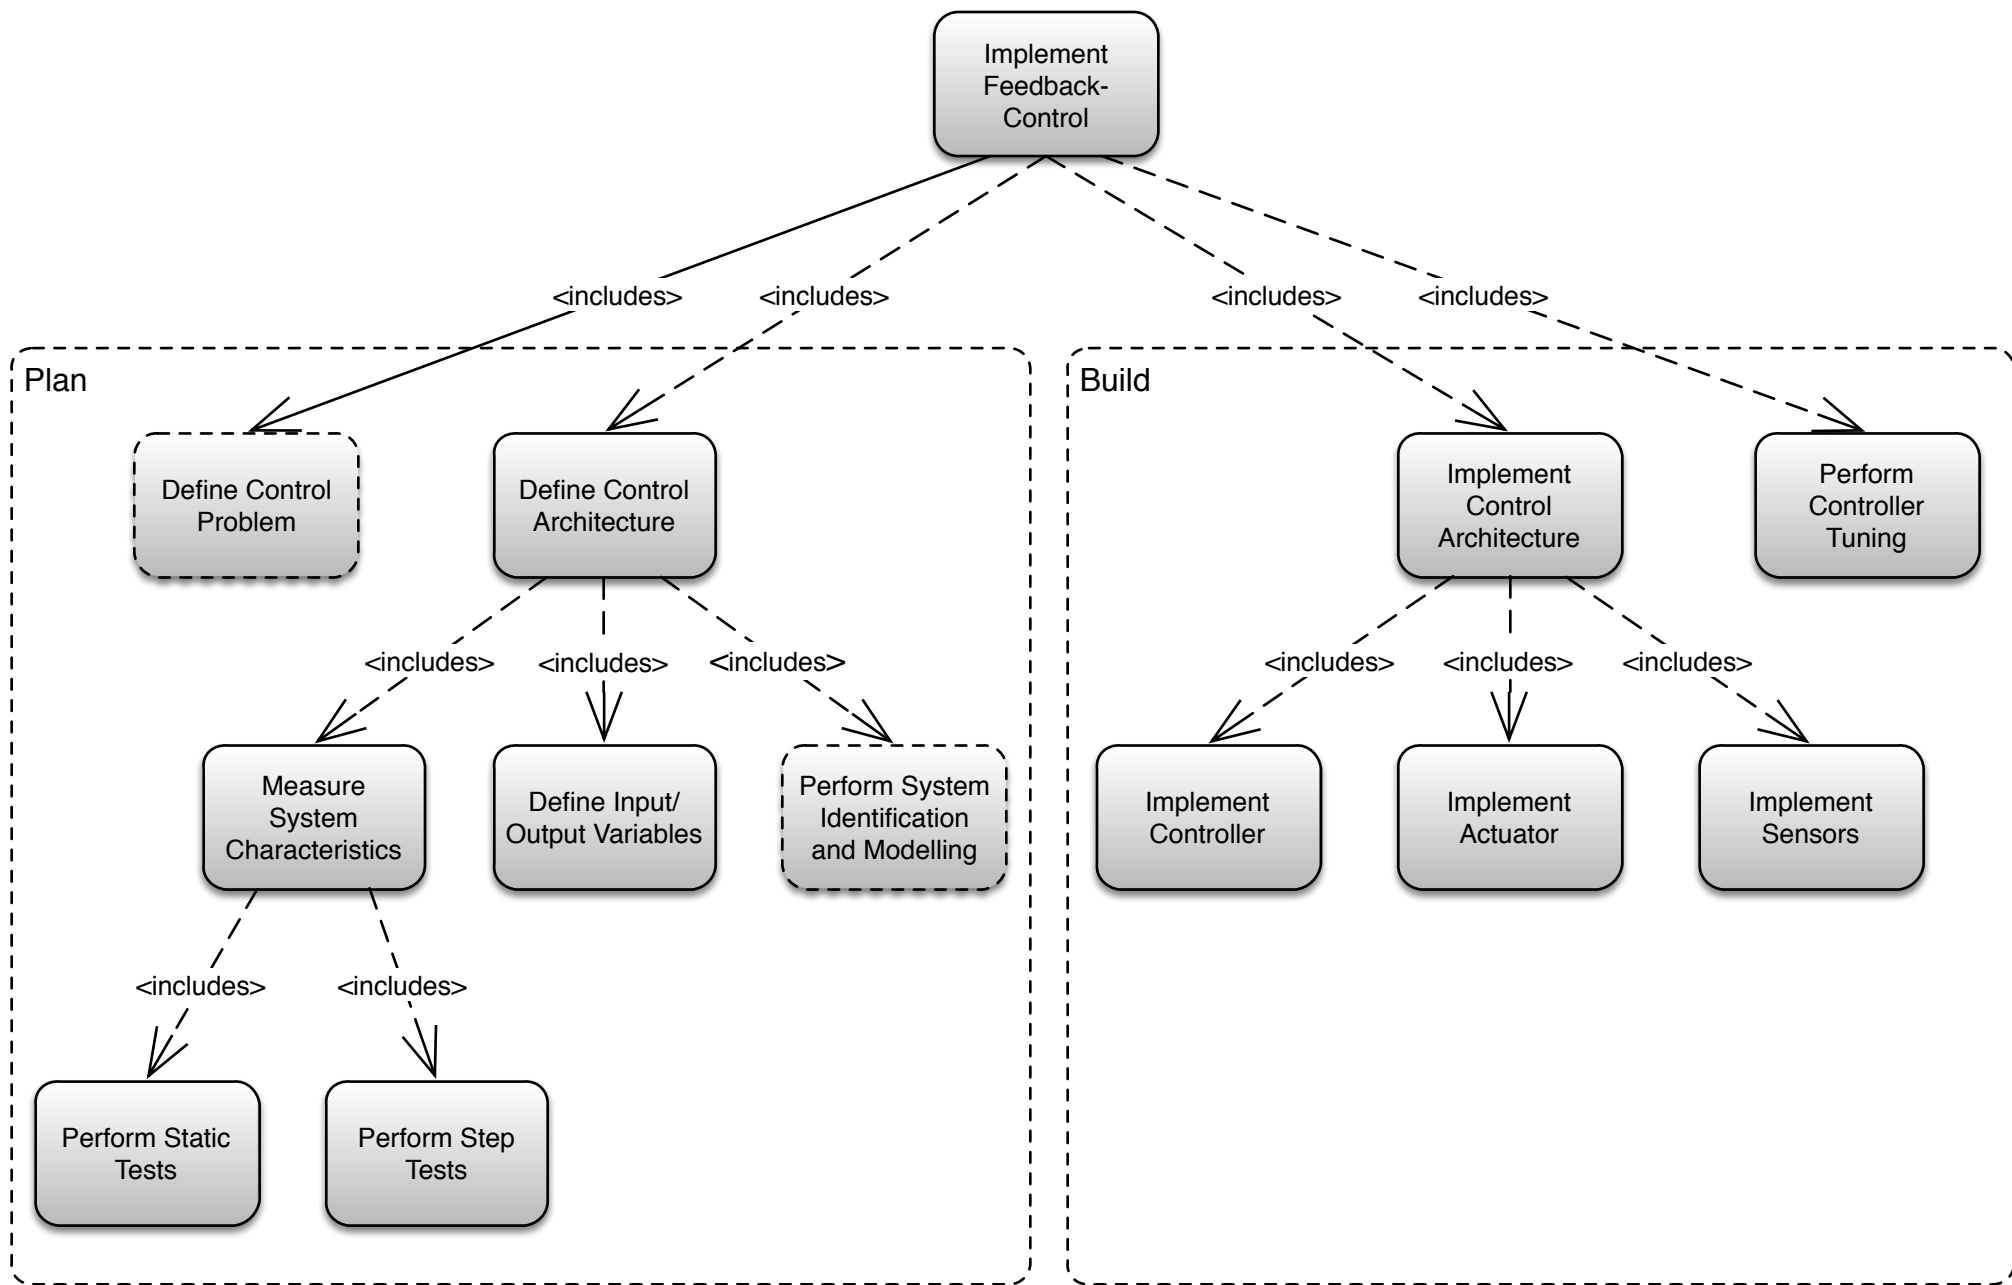 Implement
Feedback-
Control
<includes>
<includes>
<includes>
<includes>
Plan
Build
Define Control
Problem
Define Control
Architecture
Implement
Control
Architecture
Perform
Controller
Tuning
<includes>
<includes>
<includes>
<includes>
<includes>
<includes>
Measure
System
Characteristics
Define Input/
Output Variables
Perform System
Identification
and Modelling
Implement
Controller
Implement
Actuator
Implement
Sensors
<includes>
<includes>
Perform Static
Tests
Perform Step
Tests